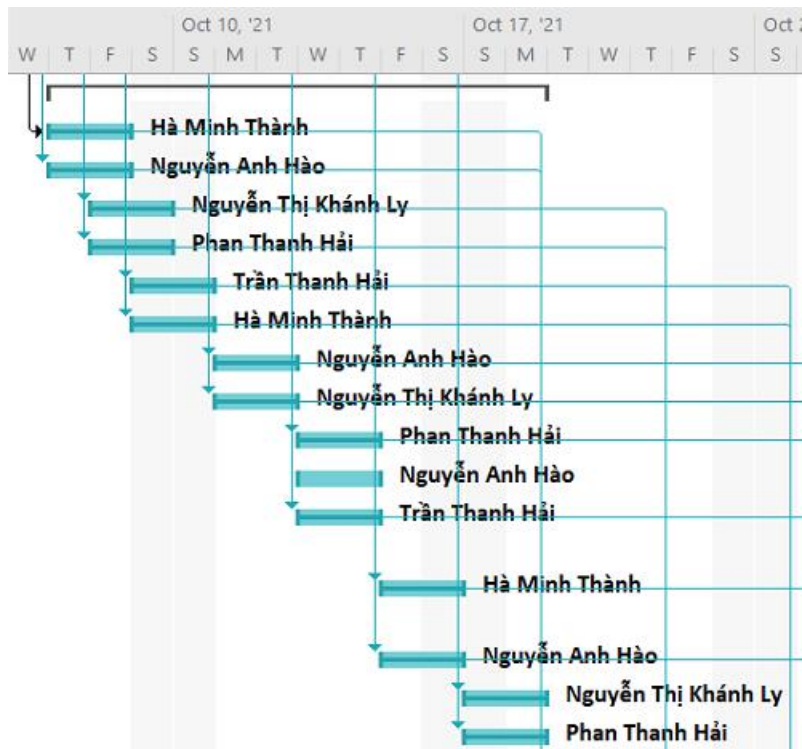 Oct 10, '21 Oct 17, '21 Oct 2
W T F S S M T W T F S S M T W T F S S
Hà Minh Thành
Nguyễn Anh Hào
Nguyễn Thị Khánh Ly
Phan Thanh Hải
Trần Thanh Hải
Hà Minh Thành
Nguyễn Anh Hào
Nguyễn Thị Khánh Ly
Phan Thanh Hải
Nguyễn Anh Hào
Trần Thanh Hải
Hà Minh Thành
Nguyễn Anh Hào
Nguyễn Thị Khánh Ly
Phan Thanh Hải